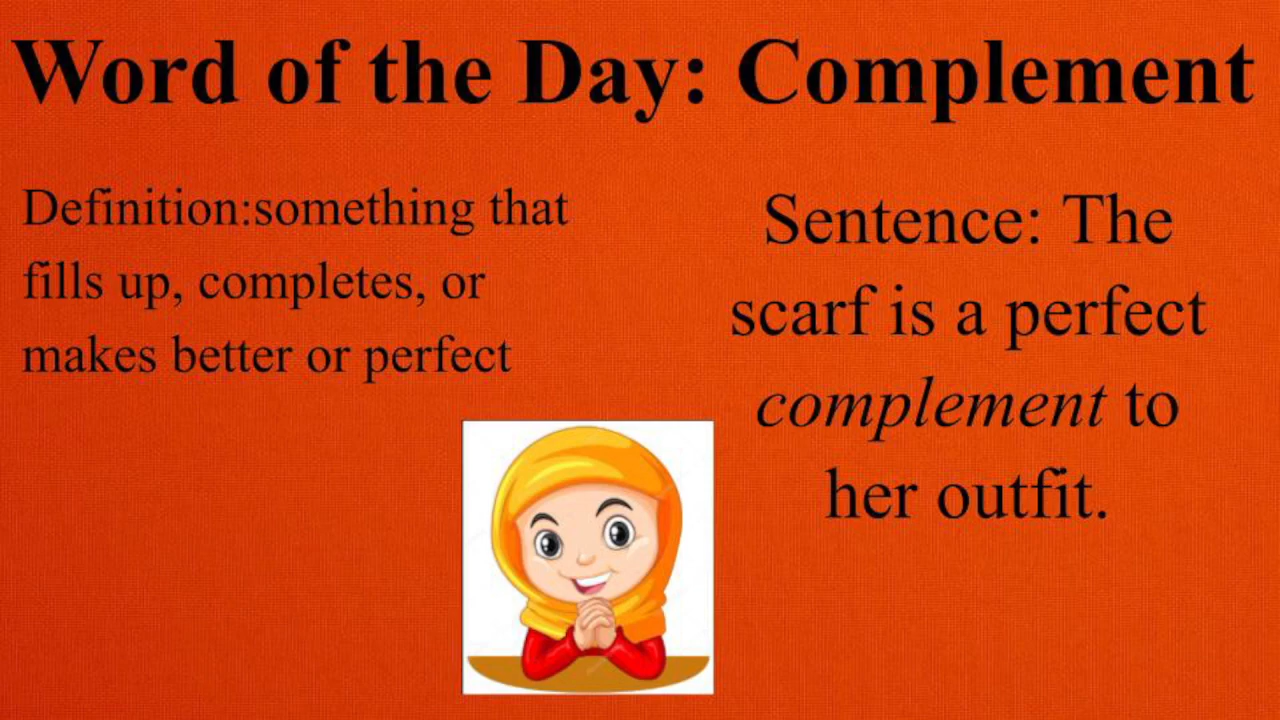 Word of the Day: Complement
Definition:something that
fills up, completes, or
makes better or perfect
Sentence: The
scarf is a perfect
complement to
her outfit.